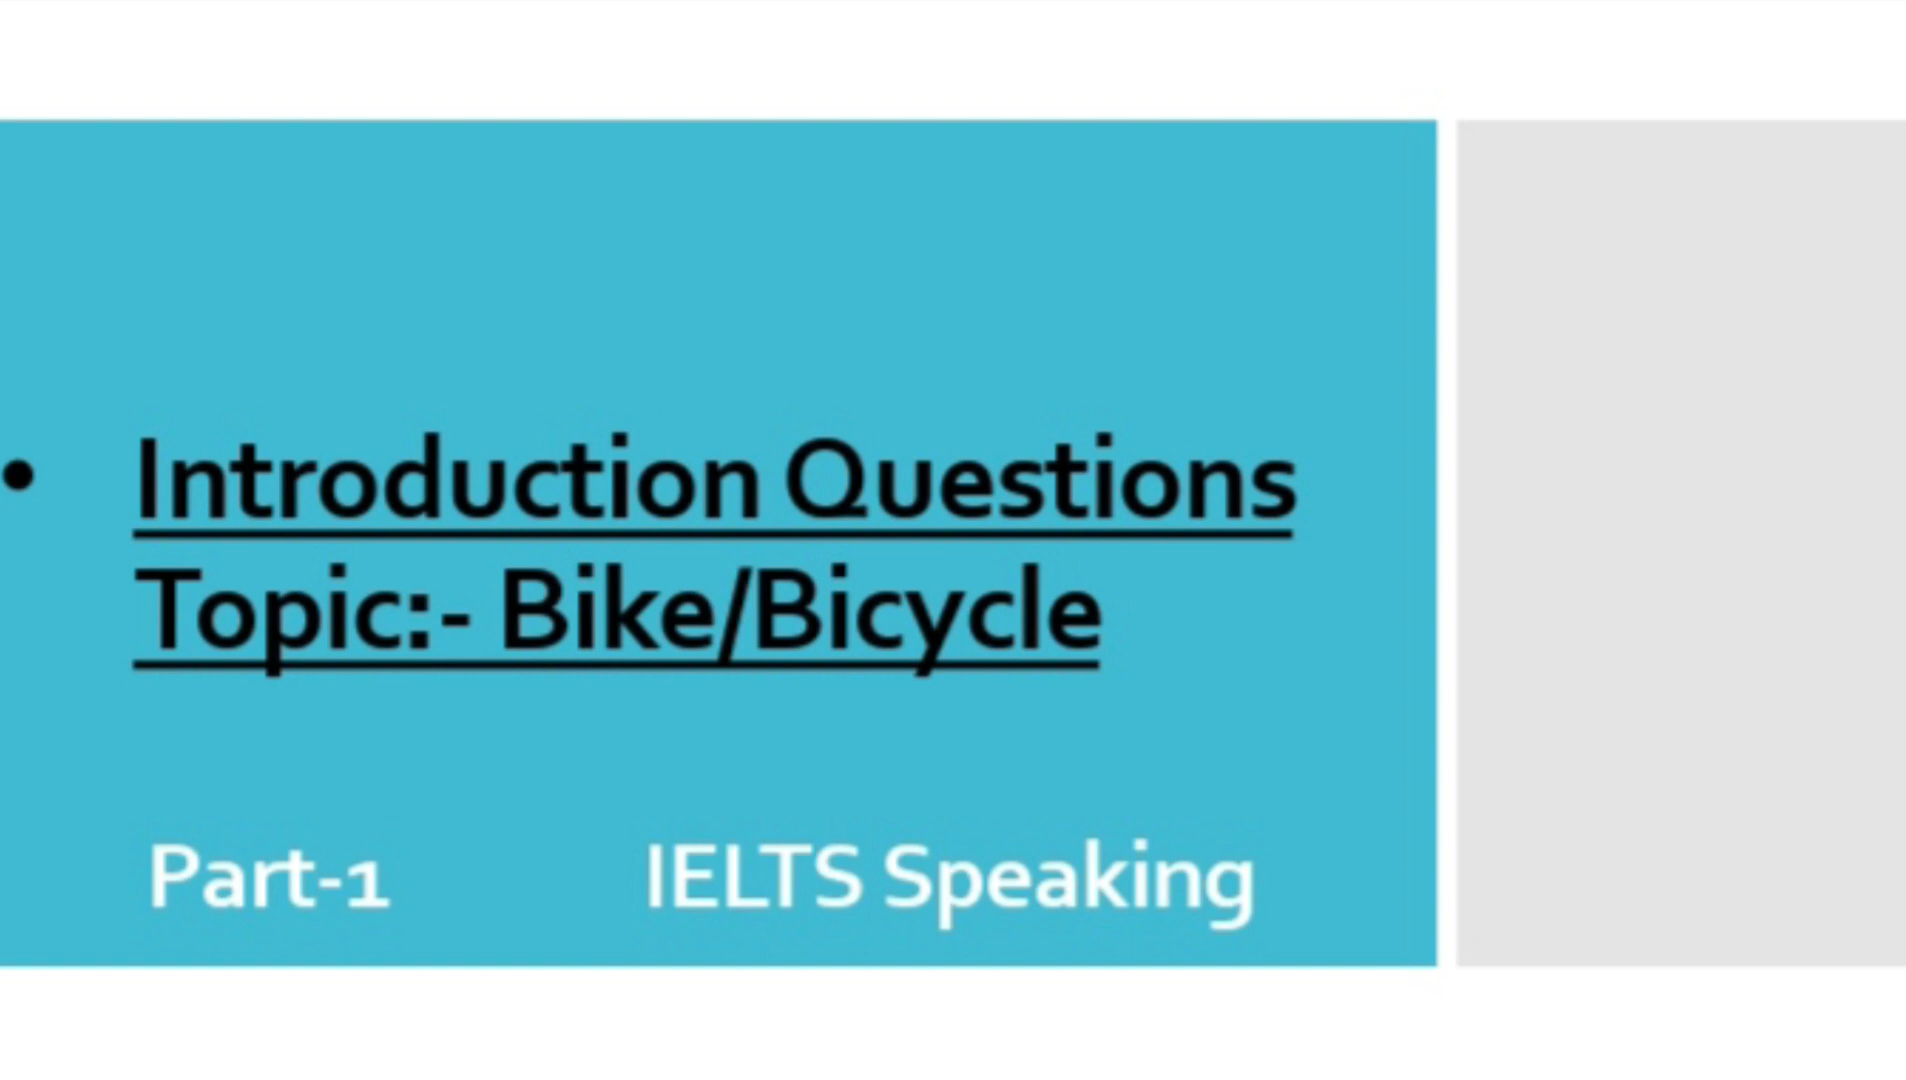 • Introduction Questions
Topic:- Bike/Bicycle
Part-1 IELTS Speaking